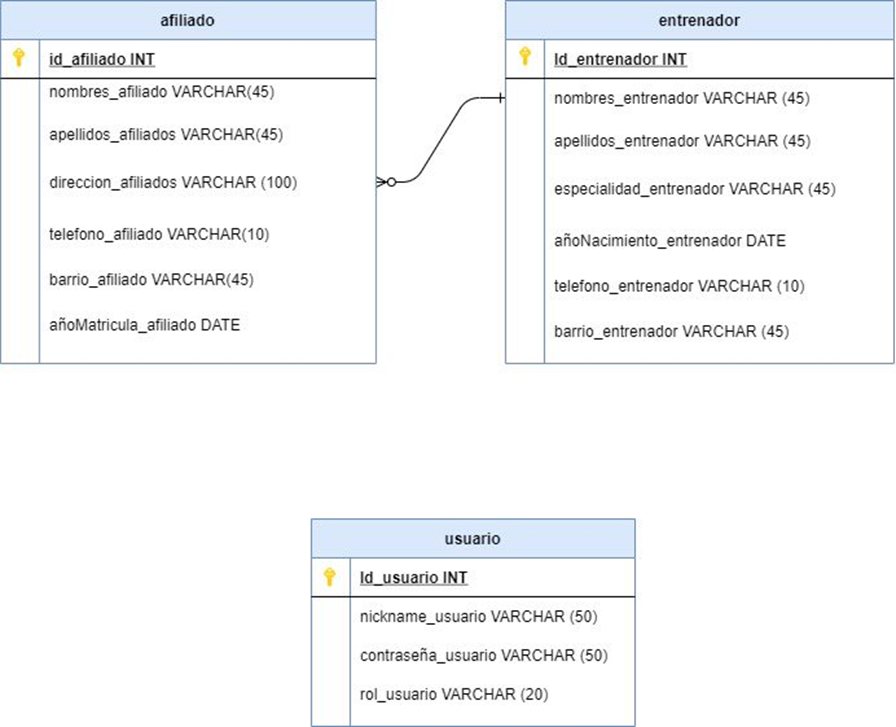 afiliado
id_afiliado INT
nombres_afiliado VARCHAR(45)
apellidos_afiliados VARCHAR(45)
direccion_afiliados VARCHAR (100)
telefono_afiliado VARCHAR(10)
barrio_afiliado VARCHAR(45)
añoMatricula_afiliado DATE
entrenador
Id_entrenador INT
nombres_entrenador VARCHAR (45)
apellidos_entrenador VARCHAR (45)
especialidad_entrenador VARCHAR (45)
añoNacimiento_entrenador DATE
telefono_entrenador VARCHAR (10)
barrio_entrenador VARCHAR (45)
usuario
Id_usuario INT
nickname_usuario VARCHAR (50)
contraseña_usuario VARCHAR (50)
rol_usuario VARCHAR (20)